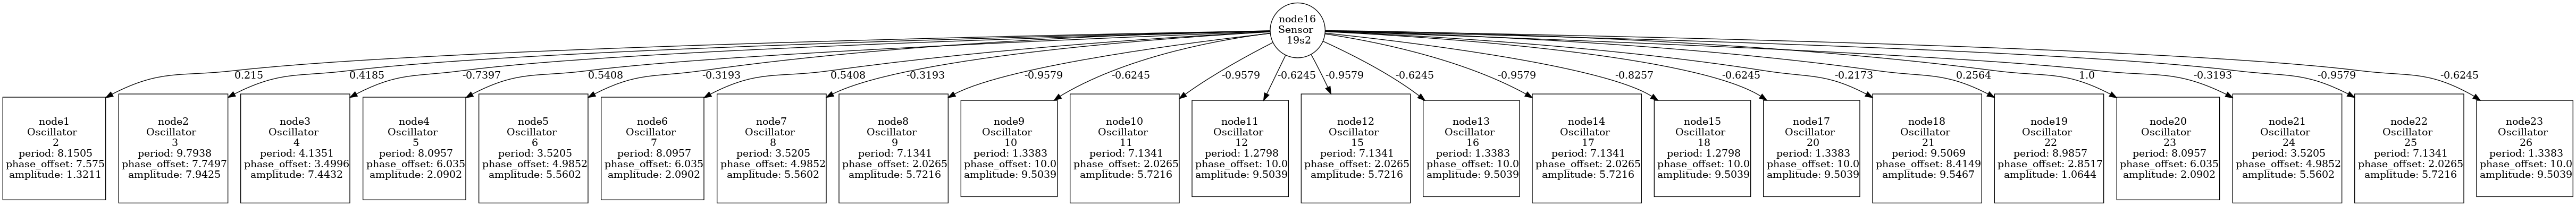 node16
Sensor
19s2
0.215
0.4185
-0.7397
0.5408
-0.3193
0.5408
-0.3193
-0.9579
-0.6245
-0.9579
-0.6245
-0.9579
-0.6245
-0.9579
-0.8257
-0.6245
-0.2173
0.2564
1.0
-0.3193
-0.9579
-0.6245
node1
Oscillator
2
period: 8.1505
phase_offset: 7.575
amplitude: 1.3211
node2
Oscillator
3
period: 9.7938
phase_offset: 7.7497
amplitude: 7.9425
node3
Oscillator
4
period: 4.1351
phase_offset: 3.4996
amplitude: 7.4432
node4
Oscillator
5
period: 8.0957
phase_offset: 6.035
amplitude: 2.0902
node5
Oscillator
6
period: 3.5205
phase_offset: 4.9852
amplitude: 5.5602
node6
Oscillator
7
period: 8.0957
phase_offset: 6.035
amplitude: 2.0902
node7
Oscillator
8
period: 3.5205
phase_offset: 4.9852
amplitude: 5.5602
node8
Oscillator
9
period: 7.1341
phase_offset: 2.0265
amplitude: 5.7216
node9
Oscillator
10
period: 1.3383
phase_offset: 10.0
amplitude: 9.5039
node10
Oscillator
11
period: 7.1341
phase_offset: 2.0265
amplitude: 5.7216
node11
Oscillator
12
period: 1.2798
phase_offset: 10.0
amplitude: 9.5039
node12
Oscillator
15
period: 7.1341
phase_offset: 2.0265
amplitude: 5.7216
node13
Oscillator
16
period: 1.3383
phase_offset: 10.0
amplitude: 9.5039
node14
Oscillator
17
period: 7.1341
phase_offset: 2.0265
amplitude: 5.7216
node15
Oscillator
18
period: 1.2798
phase_offset: 10.0
amplitude: 9.5039
node17
Oscillator
20
period: 1.3383
phase_offset: 10.0
amplitude: 9.5039
node18
Oscillator
21
period: 9.5069
phase_offset: 8.4149
amplitude: 9.5467
node19
Oscillator
22
period: 8.9857
phase_offset: 2.8517
amplitude: 1.0644
node20
Oscillator
23
period: 8.0957
phase_offset: 6.035
amplitude: 2.0902
node21
Oscillator
24
period: 3.5205
phase_offset: 4.9852
amplitude: 5.5602
node22
Oscillator
25
period: 7.1341
phase_offset: 2.0265
amplitude: 5.7216
node23
Oscillator
26
period: 1.3383
phase_offset: 10.0
amplitude: 9.5039